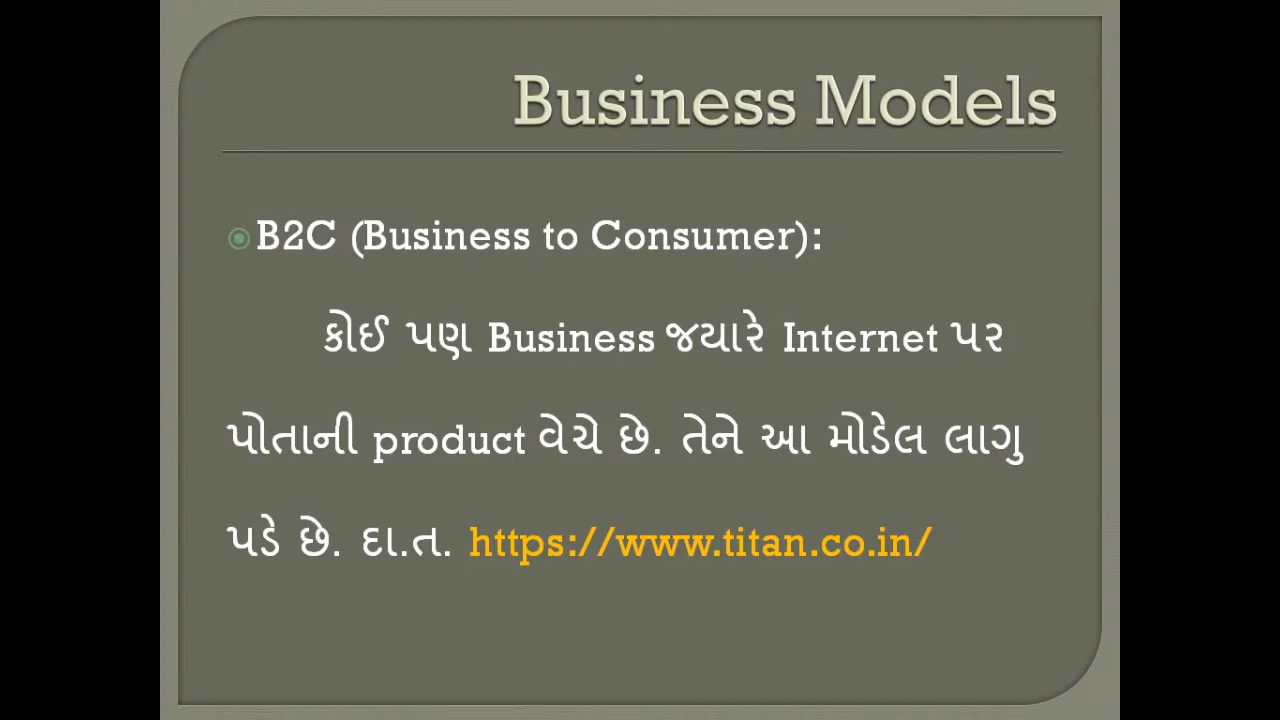 Business Models
B2C (Business to Consumer):
કોઈ પણ Business જયારે Internet પર
પોતાની product વેચે છે. તેને આ મોડેલ લાગુ
પડે છે. દા.ત. https://www.titan.co.in/